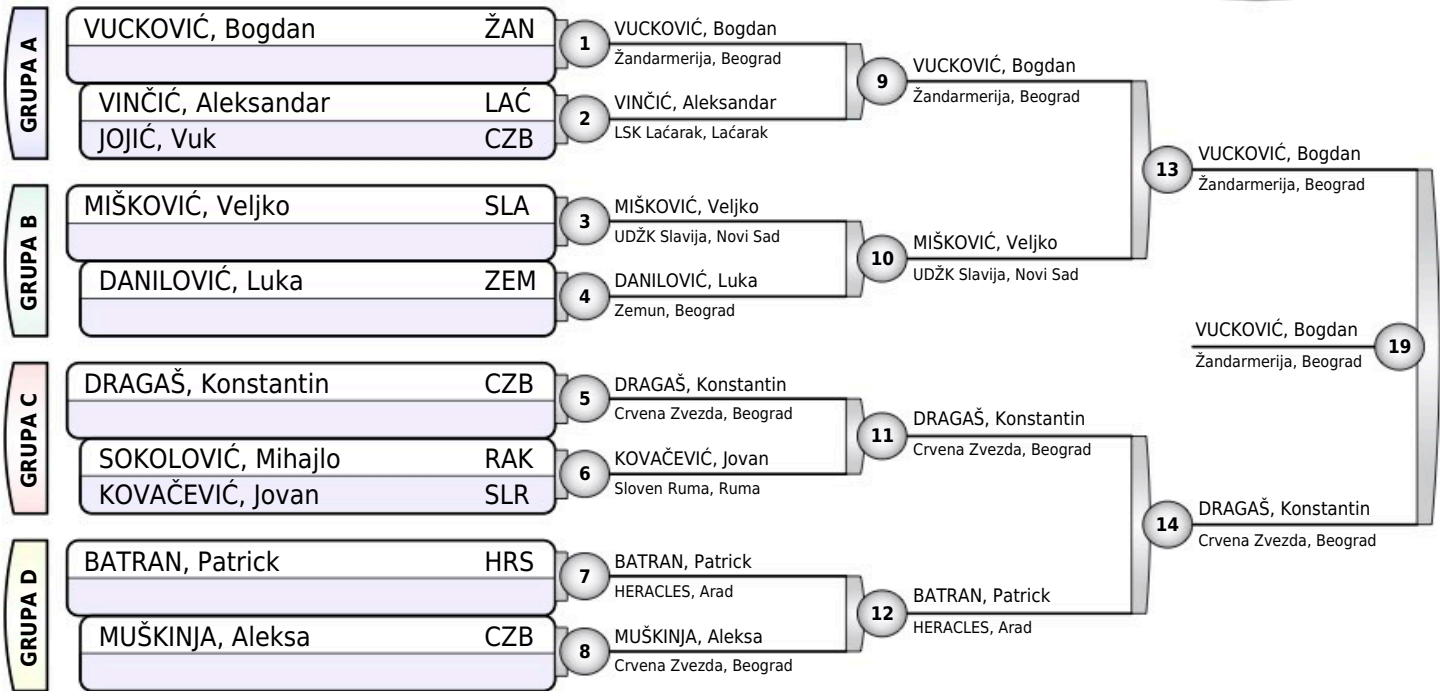 GRUPA A
VUCKOVIĆ, Bogdan ŽAN
VINČIĆ, Aleksandar LAĆ
JOJIĆ, Vuk CZB
GRUPA B
MIŠKOVIĆ, Veljko SLA
DANILOVIĆ, Luka ZEM
GRUPA C
DRAGAŠ, Konstantin CZB
SOKOLOVIĆ, Mihajlo RAK
KOVAČEVIĆ, Jovan SLR
GRUPA D
BATRAN, Patrick HRS
MUŠKINJA, Aleksa CZB
1
VUCKOVIĆ, Bogdan
Žandarmerija, Beograd
2
VINČIĆ, Aleksandar
LSK Laćarak, Laćarak
3
MIŠKOVIĆ, Veljko
UDŽK Slavija, Novi Sad
4
DANILOVIĆ, Luka
Zemun, Beograd
5
DRAGAŠ, Konstantin
Crvena Zvezda, Beograd
6
KOVAČEVIĆ, Jovan
Sloven Ruma, Ruma
7
BATRAN, Patrick
HERACLES, Arad
8
MUŠKINJA, Aleksa
Crvena Zvezda, Beograd
9
VUCKOVIĆ, Bogdan
Žandarmerija, Beograd
10
MIŠKOVIĆ, Veljko
UDŽK Slavija, Novi Sad
11
DRAGAŠ, Konstantin
Crvena Zvezda, Beograd
12
BATRAN, Patrick
HERACLES, Arad
13
VUCKOVIĆ, Bogdan
Žandarmerija, Beograd
14
DRAGAŠ, Konstantin
Crvena Zvezda, Beograd
VUCKOVIĆ, Bogdan
Žandarmerija, Beograd
19